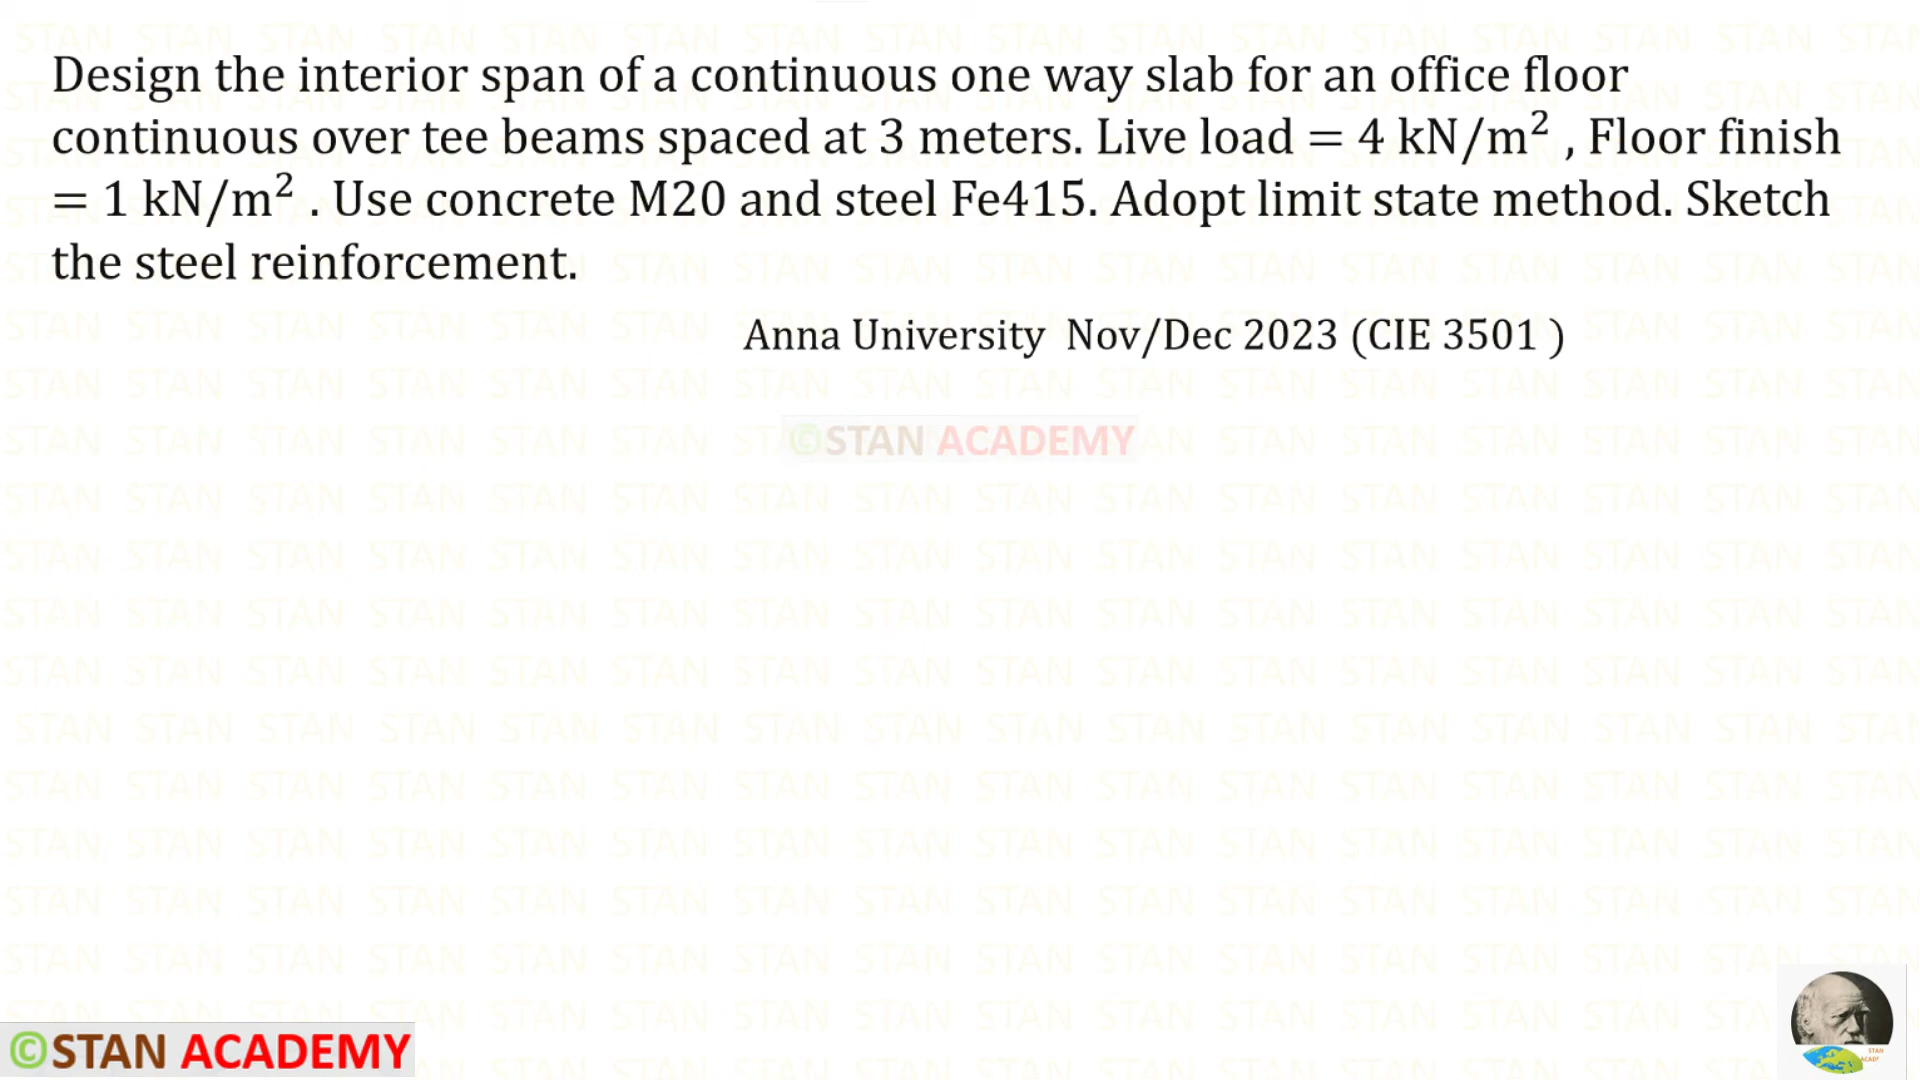 Design the interior span of a continuous one way slab for an office floor
continuous over tee beams spaced at 3 meters. Live load = 4 kN/m², Floor finish
= 1 kN/m². Use concrete M20 and steel Fe415. Adopt limit state method. Sketch
the steel reinforcement.
Anna University Nov/Dec 2023 (CIE 3501 )
©STAN ACADEMY
©STAN ACADEMY